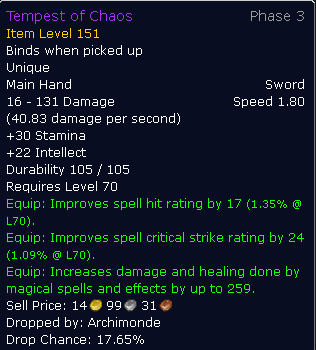 Tempest of Chaos Phase 3
Item Level 151
Binds when picked up
Unique
Main Hand Sword
16 - 131 Damage Speed 1.80
(40.83 damage per second)
+30 Stamina
+22 Intellect
Durability 105 / 105
Requires Level 70
Equip: Improves spell hit rating by 17 (1.35% @
L70).
Equip: Improves spell critical strike rating by 24
(1.09% @ L70).
Equip: Increases damage and healing done by
magical spells and effects by up to 259.
Sell Price: 14 99 31
Dropped by: Archimonde
Drop Chance: 17.65%